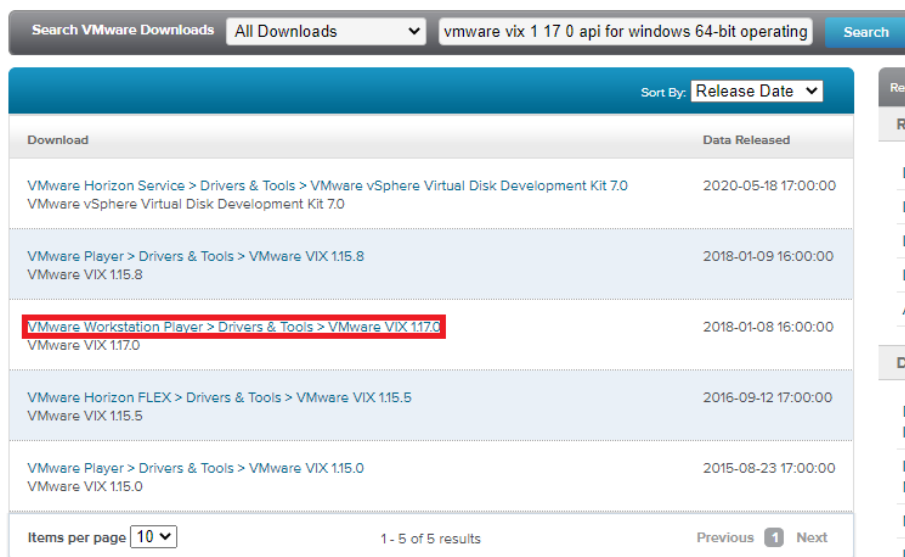 Search VMware Downloads All Downloads vmware vix 1 17 0 api for windows 64-bit operating Search
Sort By: Release Date
Download Data Released
VMware Horizon Service > Drivers & Tools > VMware vSphere Virtual Disk Development Kit 7.0 2020-05-18 17:00:00
VMware vSphere Virtual Disk Development Kit 7.0
VMware Player > Drivers & Tools > VMware VIX 1.15.8 2018-01-09 16:00:00
VMware VIX 1.15.8
VMware Workstation Player > Drivers & Tools > VMware VIX 1.17.0 2018-01-08 16:00:00
VMware VIX 1.17.0
VMware Horizon FLEX > Drivers & Tools > VMware VIX 1.15.5 2016-09-12 17:00:00
VMware VIX 1.15.5
VMware Player > Drivers & Tools > VMware VIX 1.15.0 2015-08-23 17:00:00
VMware VIX 1.15.0
Items per page 10 1 - 5 of 5 results Previous 1 Next